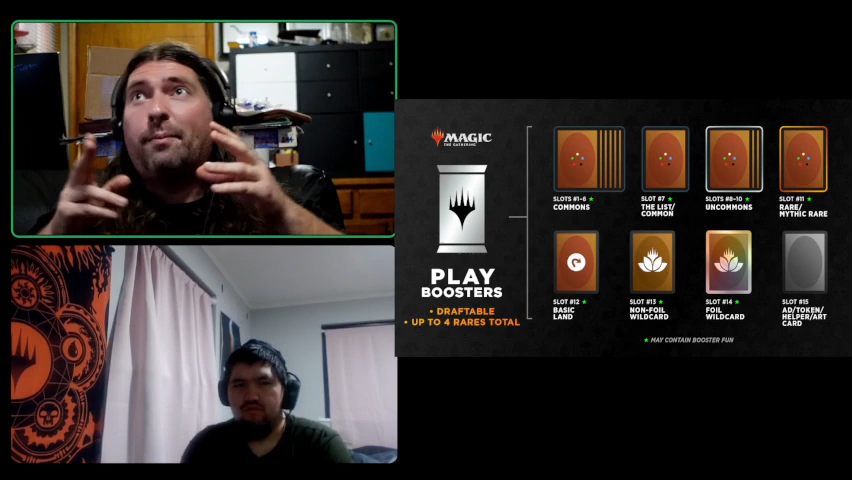 MAGIC
THE GATHERING
PLAY
BOOSTERS
• DRAFTABLE
• UP TO 4 RARES TOTAL
SLOTS #1-6 ★
COMMONS
SLOT #7 ★
THE LIST/
COMMON
SLOTS #8-10 ★
UNCOMMONS
SLOT #11 ★
RARE/
MYTHIC RARE
SLOT #12 ★
BASIC
LAND
SLOT #13 ★
NON-FOIL
WILDCARD
SLOT #14 ★
FOIL
WILDCARD
SLOT #15
AD/TOKEN/
HELPER/ART
CARD
★ MAY CONTAIN BOOSTER FUN